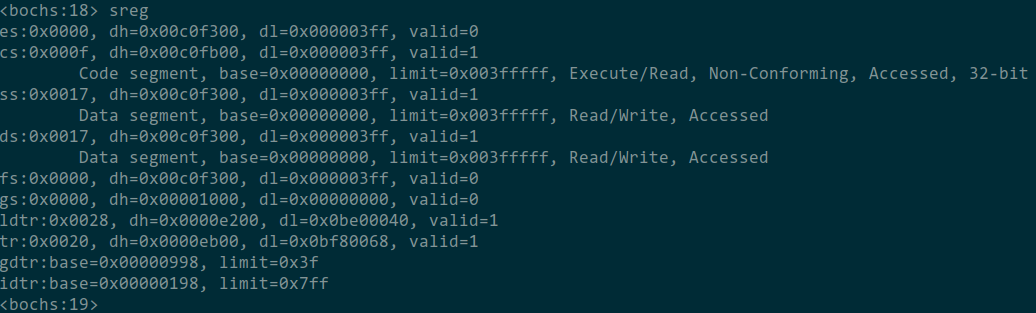 <bochs:18> sreg
es:0x0000, dh=0x00c0f300, dl=0x000003ff, valid=0
cs:0x000f, dh=0x00c0fb00, dl=0x000003ff, valid=1
        Code segment, base=0x00000000, limit=0x003fffff, Execute/Read, Non-Conforming, Accessed, 32-bit
ss:0x0017, dh=0x00c0f300, dl=0x000003ff, valid=1
        Data segment, base=0x00000000, limit=0x003fffff, Read/Write, Accessed
ds:0x0017, dh=0x00c0f300, dl=0x000003ff, valid=1
        Data segment, base=0x00000000, limit=0x003fffff, Read/Write, Accessed
fs:0x0000, dh=0x00c0f300, dl=0x000003ff, valid=0
gs:0x0000, dh=0x00001000, dl=0x00000000, valid=0
ldtr:0x0028, dh=0x0000e200, dl=0x0be00040, valid=1
tr:0x0020, dh=0x0000eb00, dl=0x0bf80068, valid=1
gdtr:base=0x00000998, limit=0x3f
idtr:base=0x00000198, limit=0x7ff
<bochs:19>